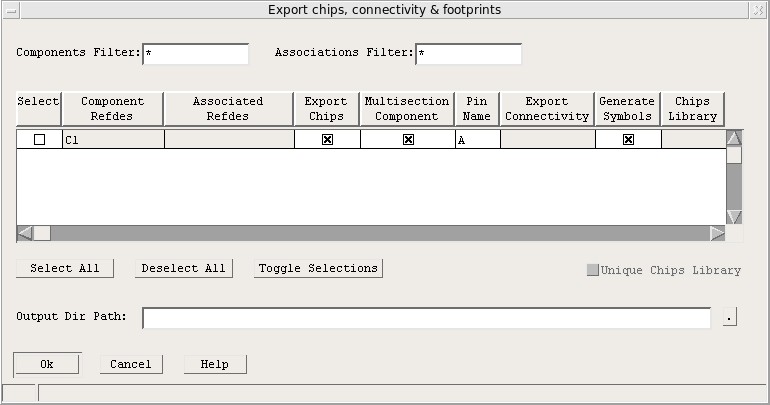 Export chips, connectivity & footprints
Components Filter: * Associations Filter: *
Select Component Associated Export Multisection Pin Export Generate Chips
Refdes Refdes Chips Component Name Connectivity Symbols Library
C1 A
Select All Deselect All Toggle Selections Unique Chips Library
Output Dir Path: .
Ok Cancel Help